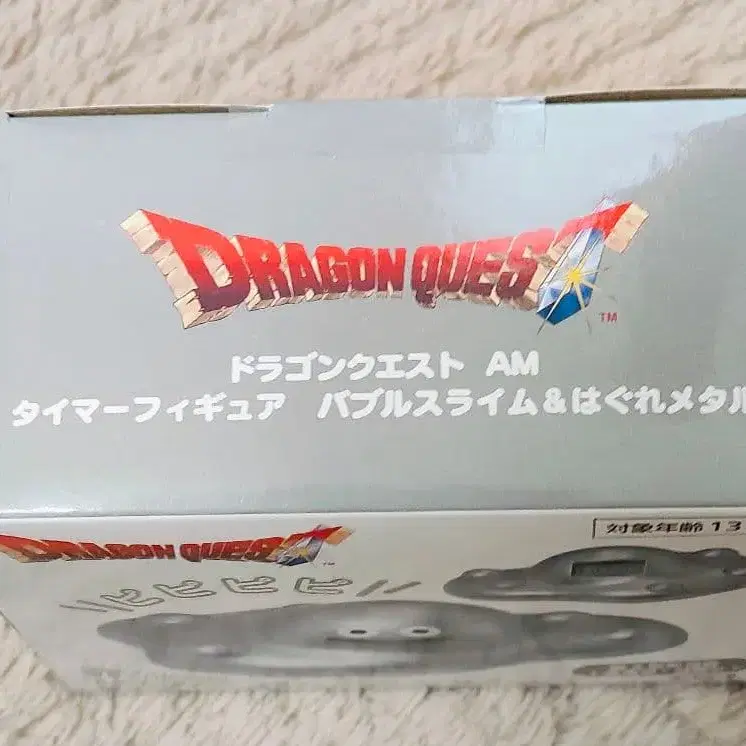 DRAGON QUEST
TM
ドラゴンクエスト AM
タイマーフィギュア バブルスライム&はぐれメタル
DRAGON QUEST
TM
対象年齢13